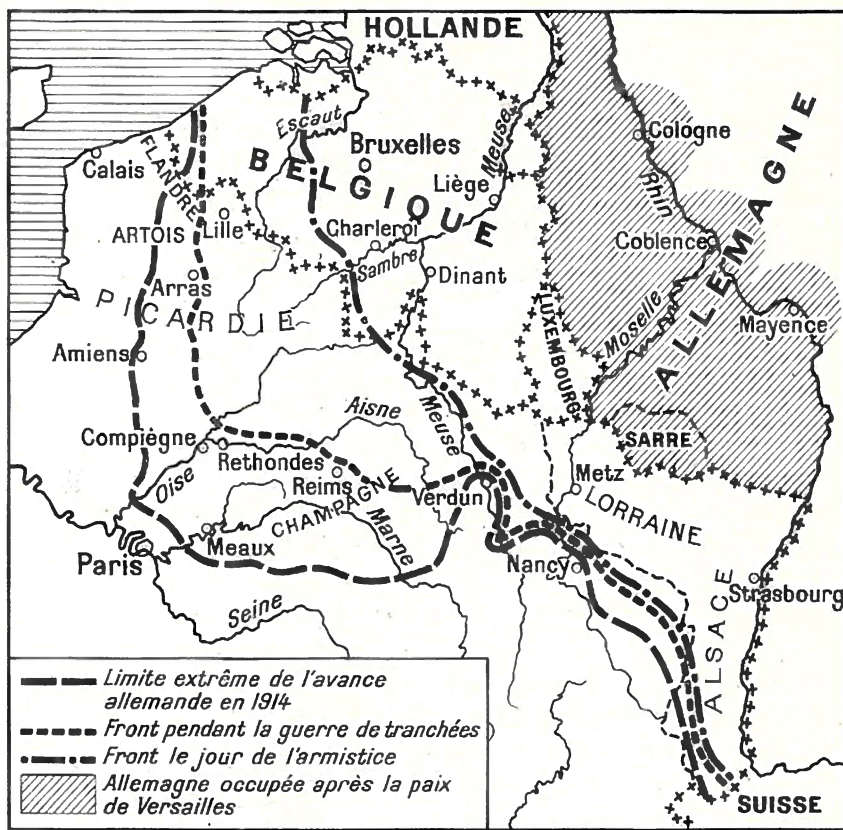 HOLLANDE
Escaut
Bruxelles
Meuse
Cologne
Calais
FLANDRE
BELGIQUE
Liège
Rhin
ALLEMAGNE
Lille
Charleroi
Coblence
ARTOIS
Sambre
Dinant
Arras
PICARDIE
LUXEMBOURG
Moselle
Mayence
Amiens
Aisne
Meuse
Compiègne
SARRE
Rethondes
Oise
Reims
Verdun
Metz
CHAMPAGNE
LORRAINE
Meaux
Marne
Paris
Nancy
Strasbourg
Seine
ALSACE
Limite extrême de l'avance
allemande en 1914
Front pendant la guerre de tranchées
Front le jour de l'armistice
Allemagne occupée après la paix
de Versailles
SUISSE